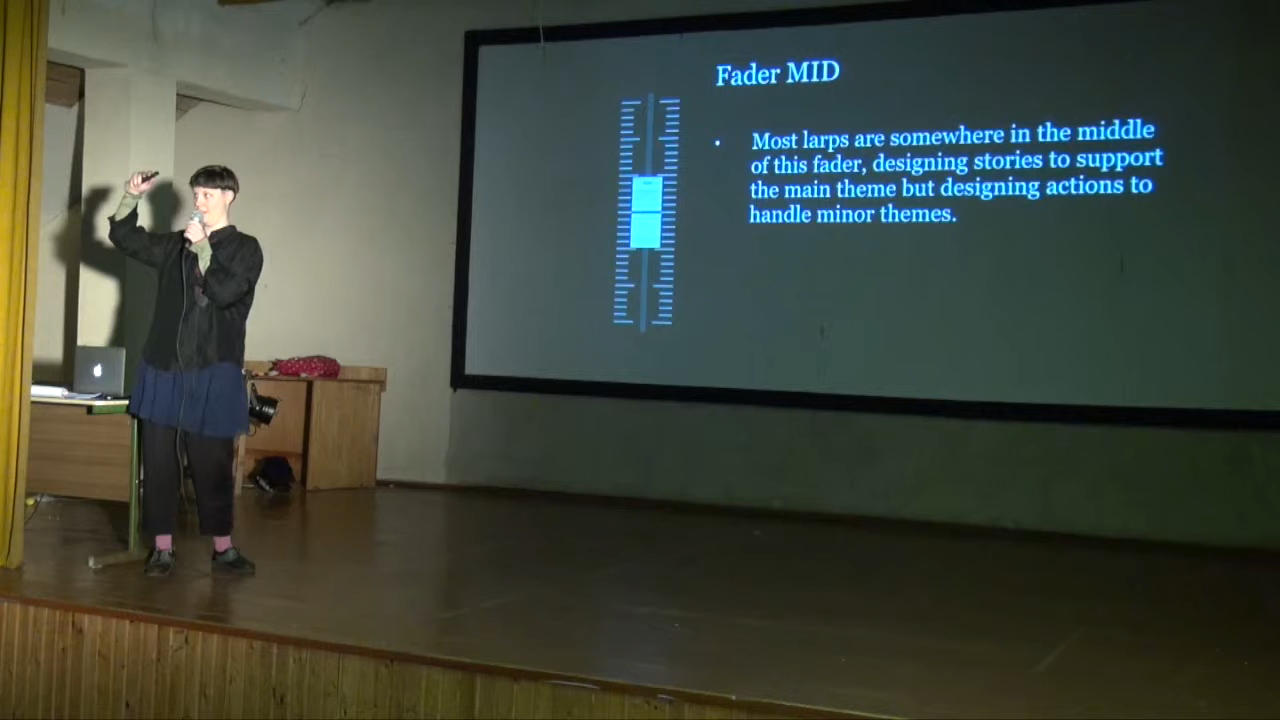 Fader MID
• Most larps are somewhere in the middle
of this fader, designing stories to support
the main theme but designing actions to
handle minor themes.